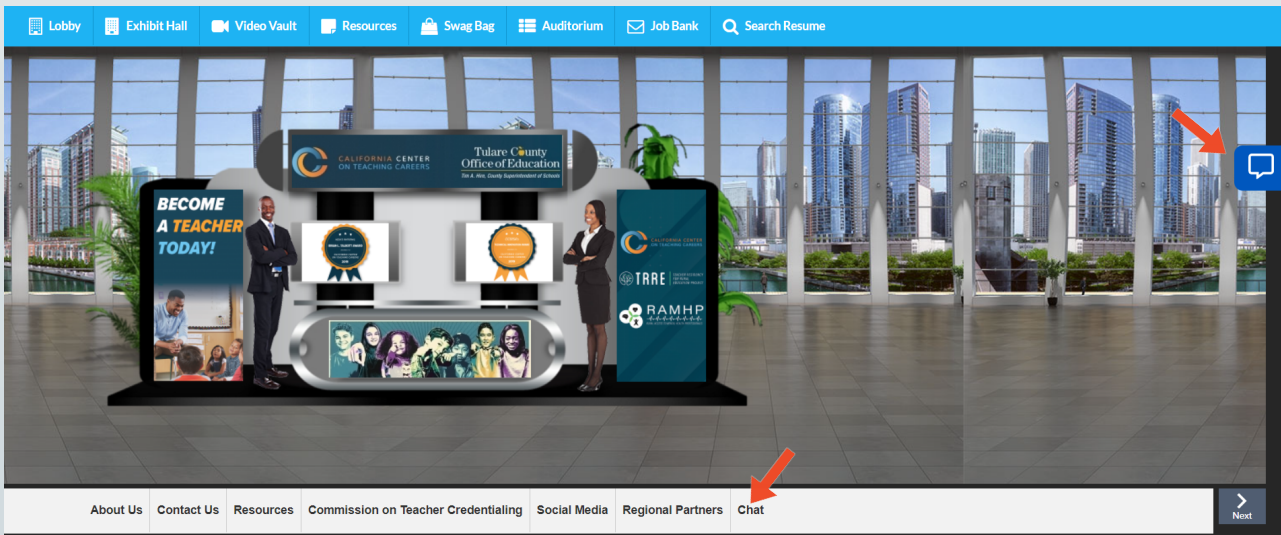 Lobby
Exhibit Hall
Video Vault
Resources
Swag Bag
Auditorium
Job Bank
Search Resume
CALIFORNIA CENTER
ON TEACHING CAREERS
Tulare County
Office of Education
Tim A. Hire, County Superintendent of Schools
BECOME
A TEACHER
TODAY!
CALIFORNIA CENTER
ON TEACHING CAREERS
TRRE
RAMHP
About Us
Contact Us
Resources
Commission on Teacher Credentialing
Social Media
Regional Partners
Chat
Next